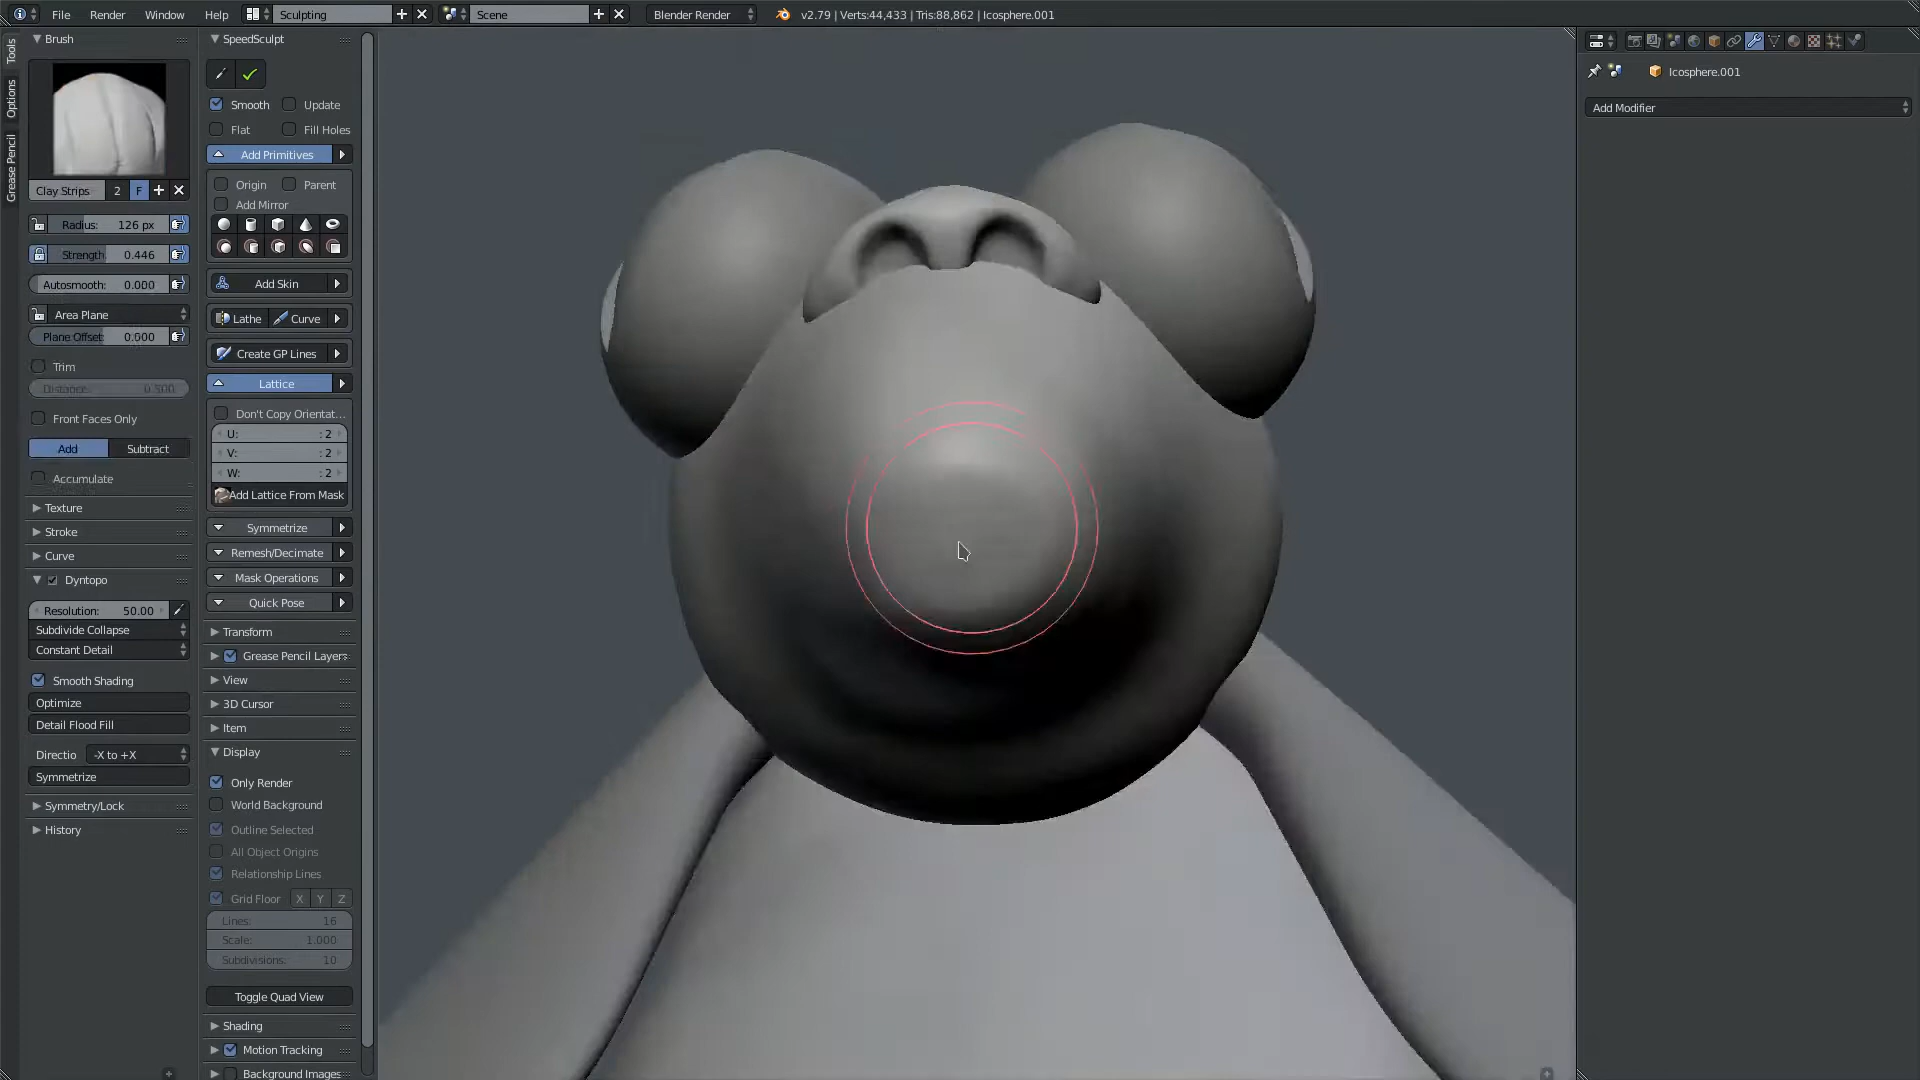 File Render Window Help Sculpting Scene Blender Render v2.79 | Verts:44,433 | Tris:88,862 | Icosphere.001
Tools
Options
Grease Pencil
Brush
Clay Strips 2 F
Radius: 126 px
Strength 0.446
Autosmooth: 0.000
Area Plane
Plane Offset: 0.000
Trim
Distance: 0.500
Front Faces Only
Add Subtract
Accumulate
Texture
Stroke
Curve
Dyntopo
Resolution: 50.00
Subdivide Collapse
Constant Detail
Smooth Shading
Optimize
Detail Flood Fill
Directio -X to +X
Symmetrize
Symmetry/Lock
History
SpeedSculpt
Smooth Update
Flat Fill Holes
Add Primitives
Origin Parent
Add Mirror
Add Skin
Lathe Curve
Create GP Lines
Lattice
Don't Copy Orientat...
U: : 2
V: : 2
W: : 2
Add Lattice From Mask
Symmetrize
Remesh/Decimate
Mask Operations
Quick Pose
Transform
Grease Pencil Layers
View
3D Cursor
Item
Display
Only Render
World Background
Outline Selected
All Object Origins
Relationship Lines
Grid Floor X Y Z
Lines: 16
Scale: 1.000
Subdivisions: 10
Toggle Quad View
Shading
Motion Tracking
Background Images
Icosphere.001
Add Modifier